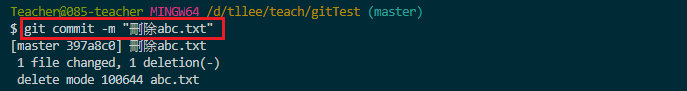 Teacher@085-teacher MINGW64 /d/tllee/teach/gitTest (master)
$ git commit -m "刪除abc.txt"
[master 397a8c0] 刪除abc.txt
 1 file changed, 1 deletion(-)
 delete mode 100644 abc.txt